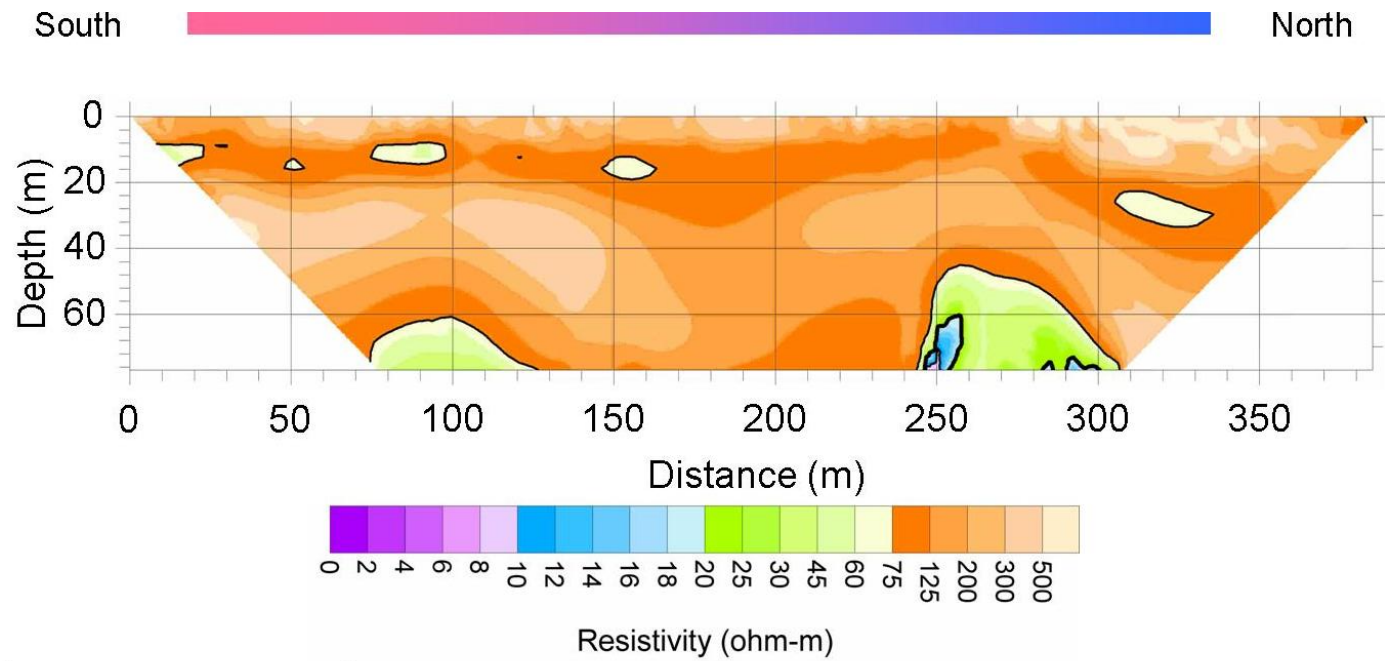 South North
0
20
40
60
Depth (m)
0 50 100 150 200 250 300 350
Distance (m)
0 2 4 6 8 10 12 14 16 18 20 25 30 45 60 75 125 200 300 500
Resistivity (ohm-m)